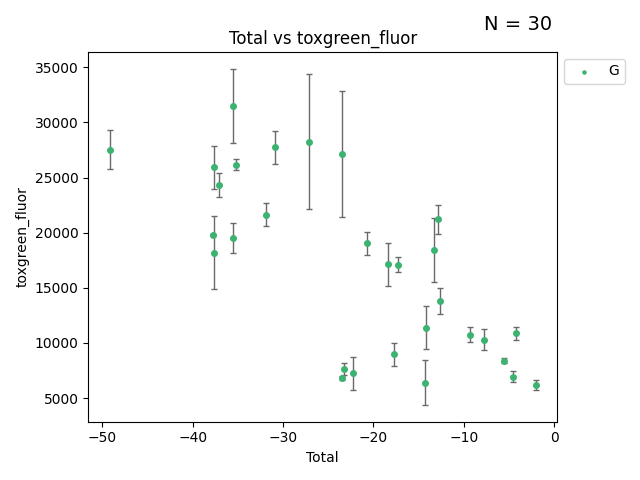 N = 30
Total vs toxgreen_fluor
G
toxgreen_fluor
35000
30000
25000
20000
15000
10000
5000
−50 −40 −30 −20 −10 0
Total